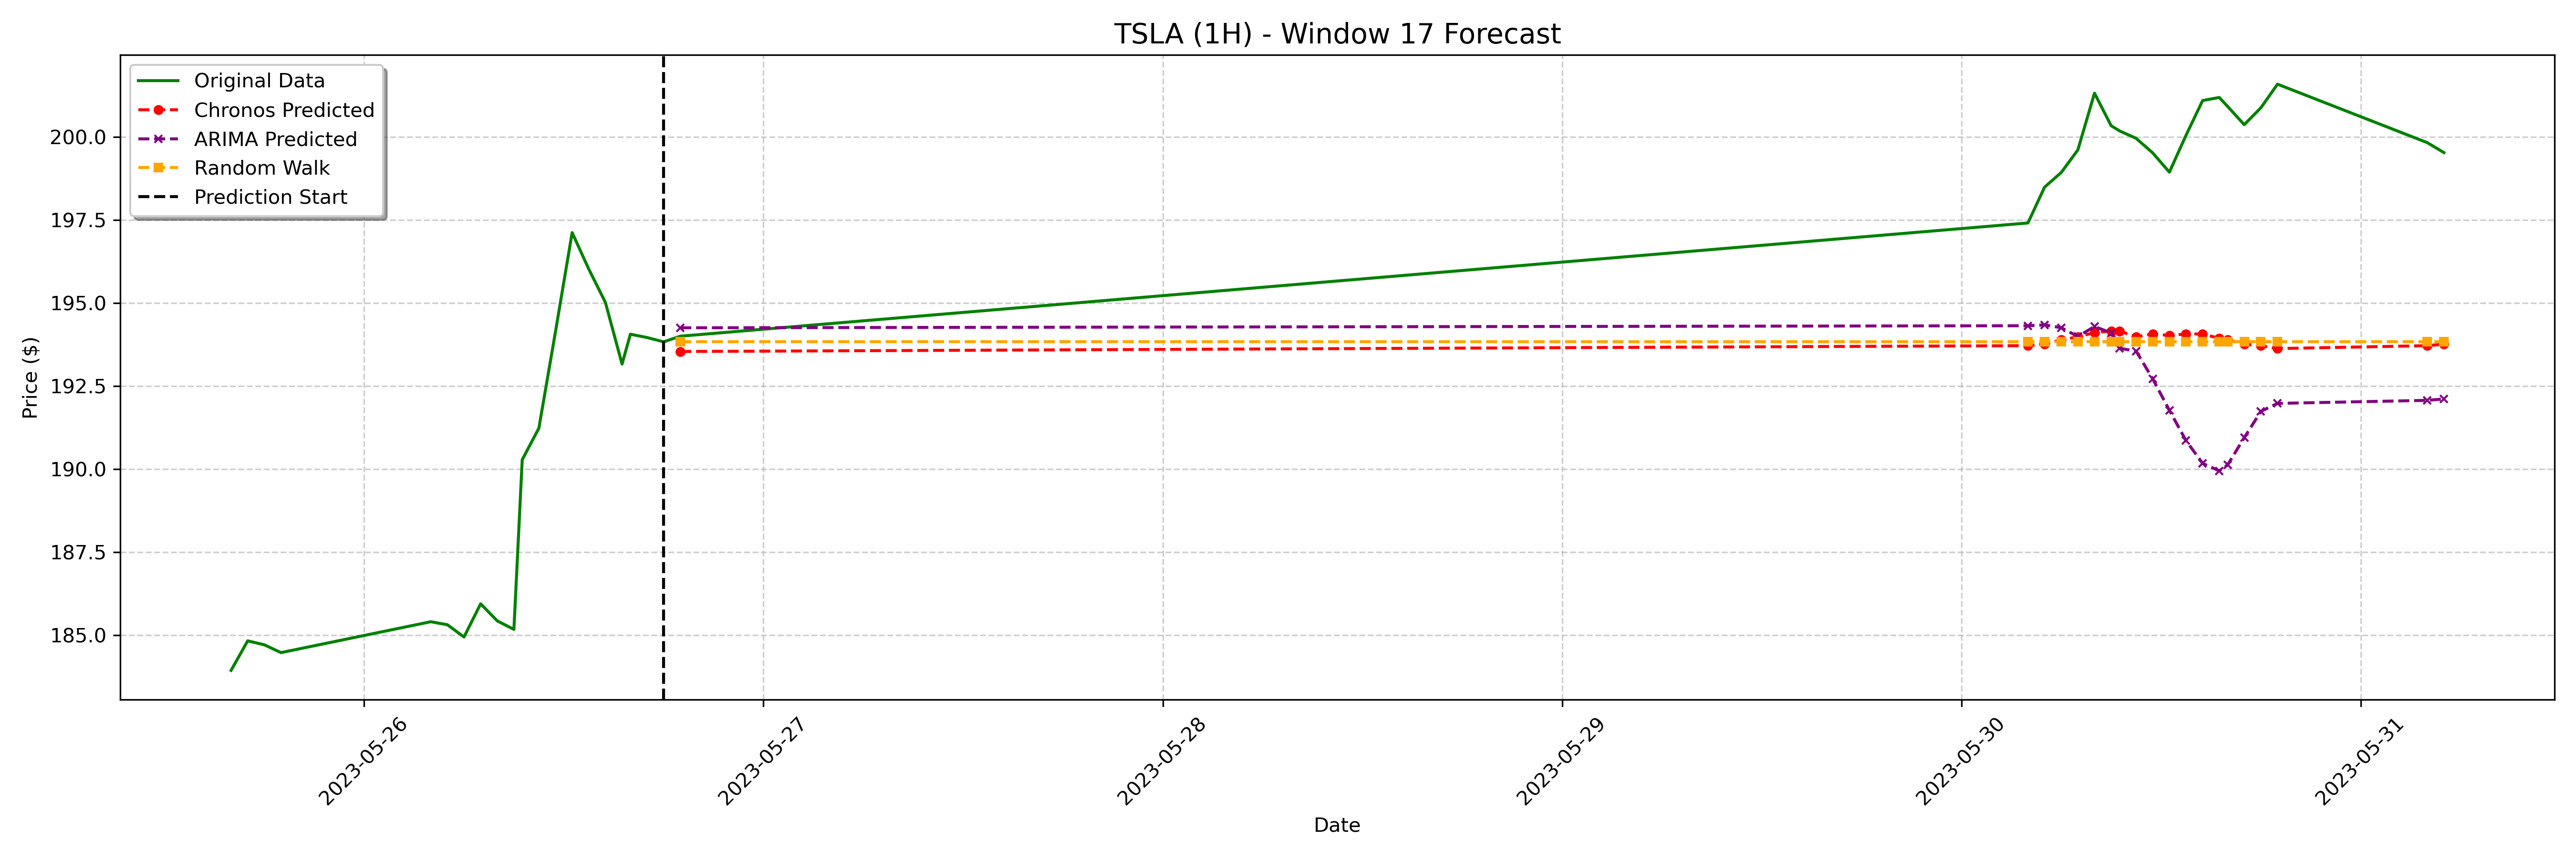 TSLA (1H) - Window 17 Forecast
Original Data
Chronos Predicted
ARIMA Predicted
Random Walk
Prediction Start
Price ($)
200.0
197.5
195.0
192.5
190.0
187.5
185.0
2023-05-26
2023-05-27
2023-05-28
2023-05-29
2023-05-30
2023-05-31
Date